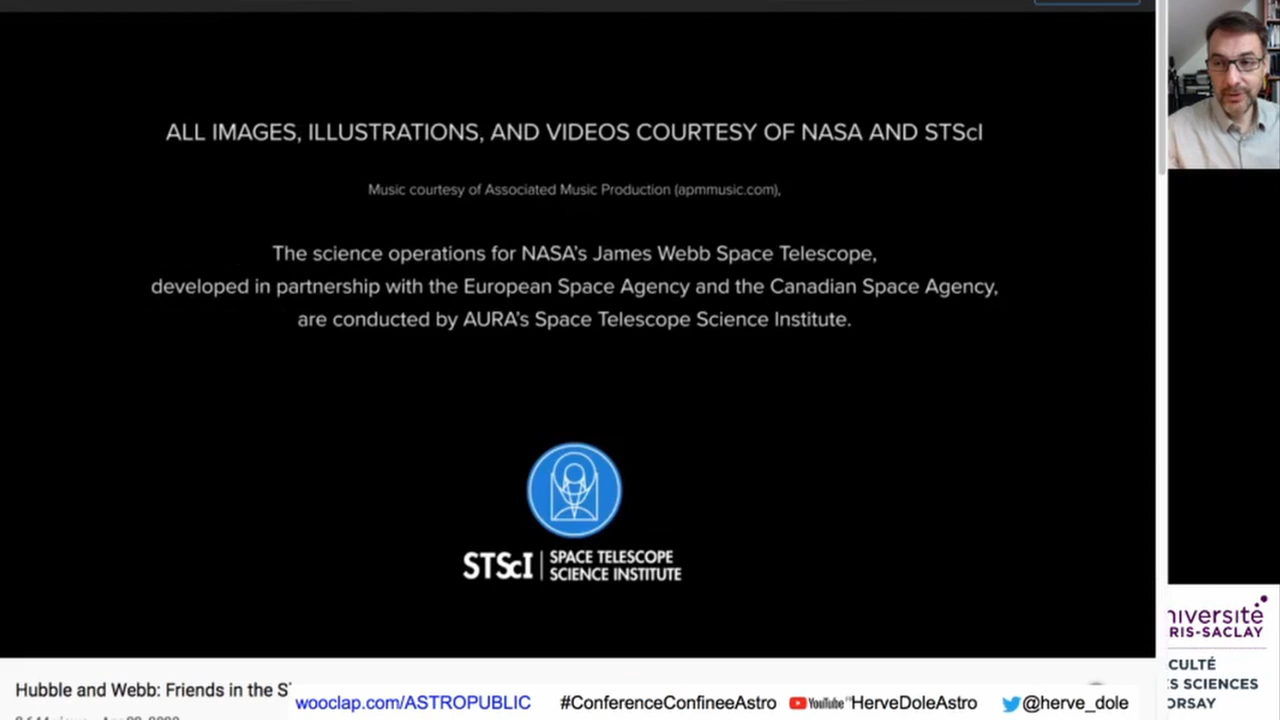 ALL IMAGES, ILLUSTRATIONS, AND VIDEOS COURTESY OF NASA AND STScI
Music courtesy of Associated Music Production (apmmusic.com),
The science operations for NASA's James Webb Space Telescope,
developed in partnership with the European Space Agency and the Canadian Space Agency,
are conducted by AURA's Space Telescope Science Institute.
STScI | SPACE TELESCOPE
SCIENCE INSTITUTE
niversité
RIS-SACLAY
CULTÉ
S SCIENCES
ORSAY
Hubble and Webb: Friends in the S
wooclap.com/ASTROPUBLIC #ConferenceConfineeAstro YouTube HerveDoleAstro @herve_dole